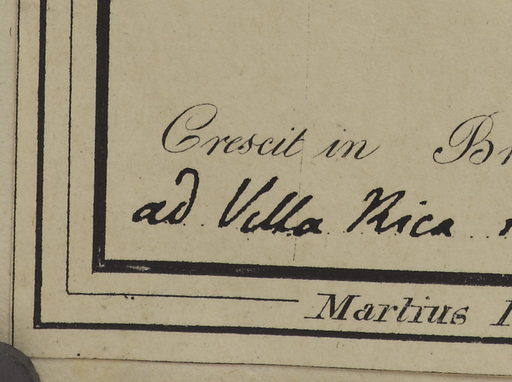 Crescit in
ad Villa Rica
Martius